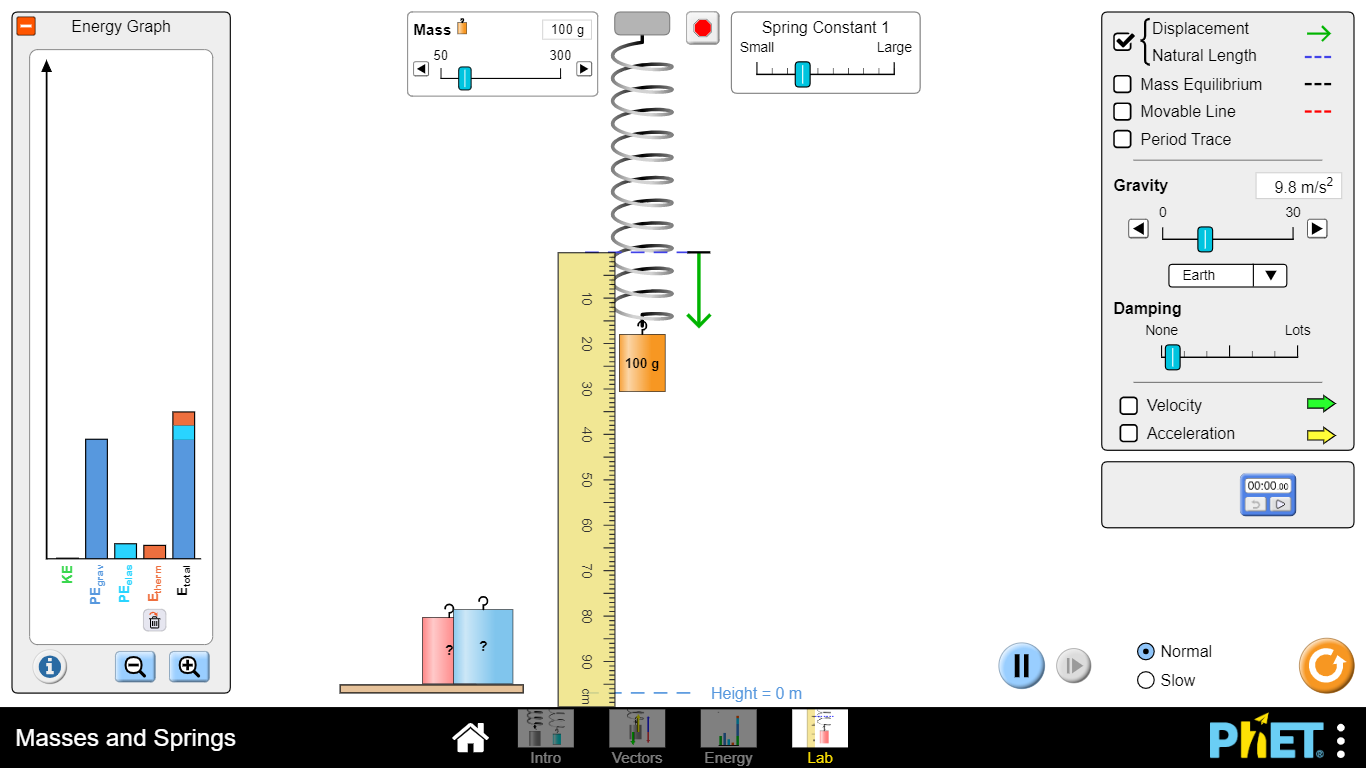 Energy Graph
KE
PEgrav
PEelas
Etherm
Etotal
Mass
100 g
50
300
Spring Constant 1
Small
Large
10
20
30
40
50
60
70
80
90
cm
100 g
?
?
Height = 0 m
Displacement
Natural Length
Mass Equilibrium
Movable Line
Period Trace
Gravity
9.8 m/s²
0
30
Earth
Damping
None
Lots
Velocity
Acceleration
00:00.00
Normal
Slow
Masses and Springs
Intro
Vectors
Energy
Lab
PhET